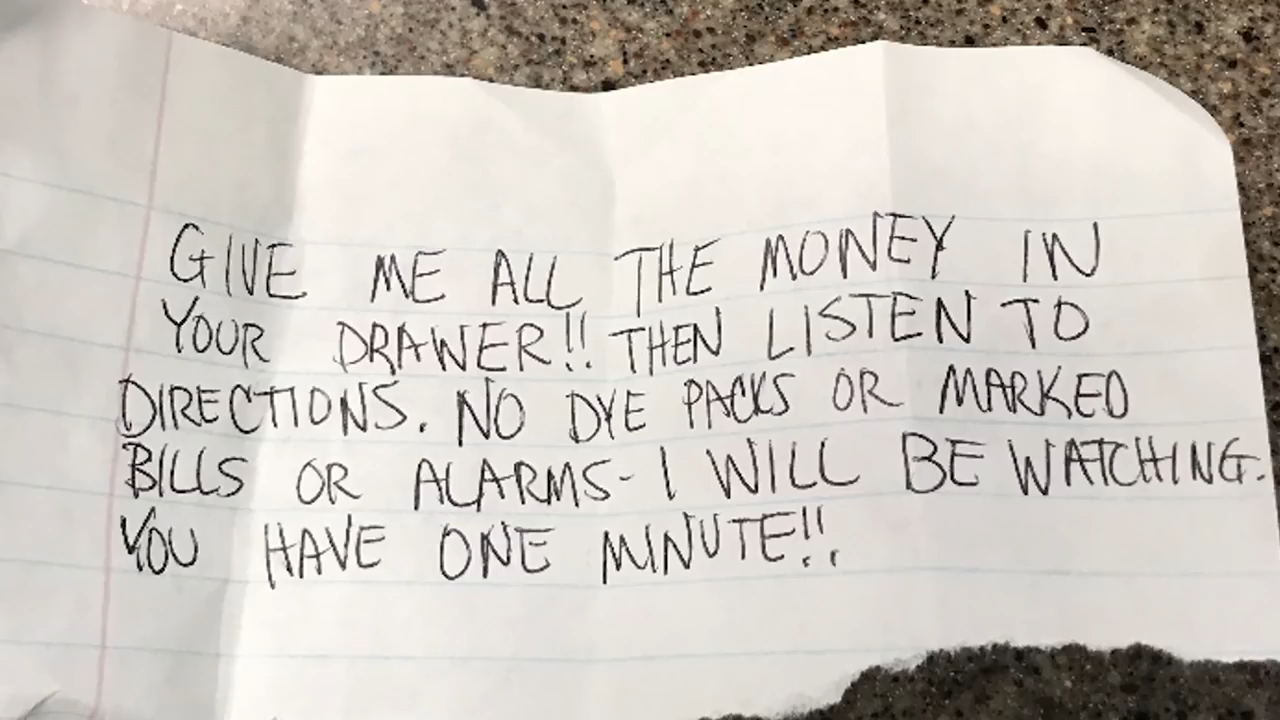 GIVE ME ALL THE MONEY IN
YOUR DRAWER!! THEN LISTEN TO
DIRECTIONS. NO DYE PACKS OR MARKED
BILLS OR ALARMS- I WILL BE WATCHING.
YOU HAVE ONE MINUTE!!